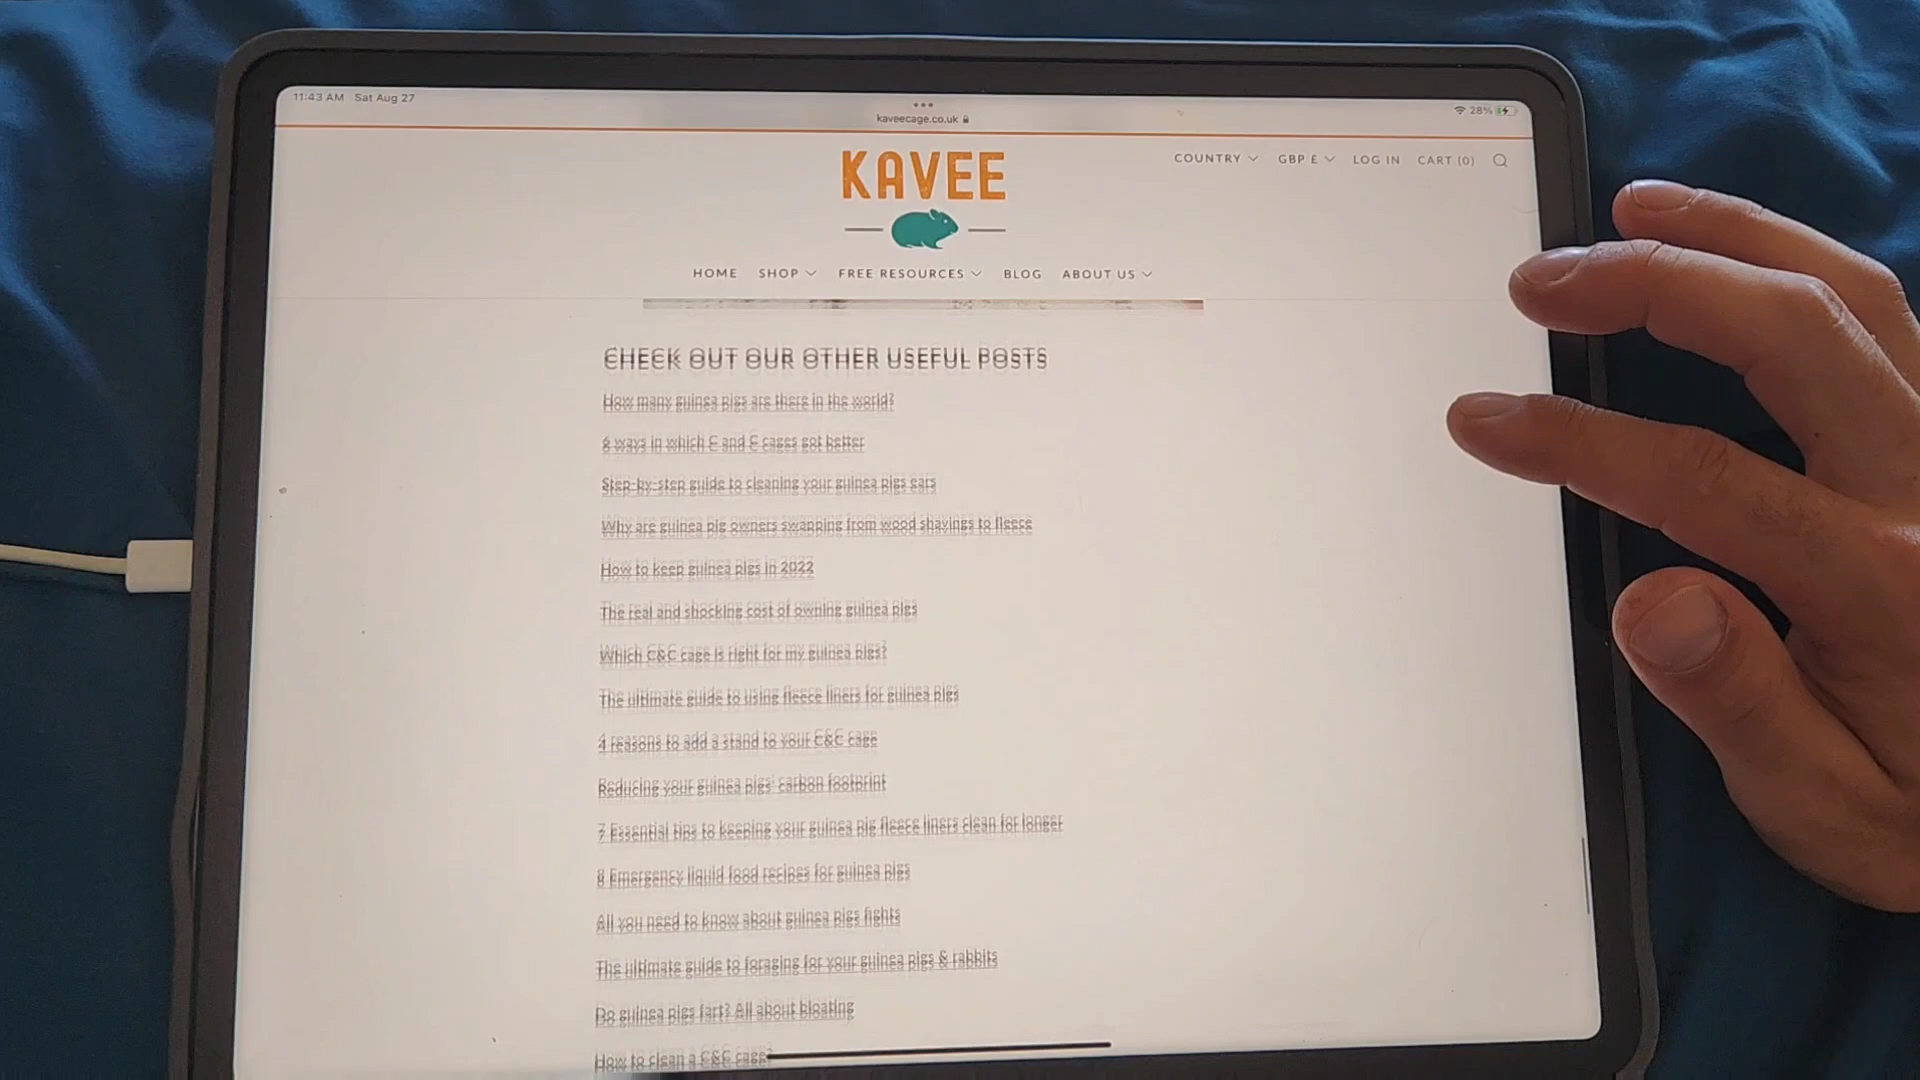 11:43 AM Sat Aug 27
kaveecage.co.uk
28%
COUNTRY GBP £ LOG IN CART (0)
KAVEE
HOME SHOP FREE RESOURCES BLOG ABOUT US
CHECK OUT OUR OTHER USEFUL POSTS
How many guinea pigs are there in the world?
6 ways in which C and C cages got better
Step-by-step guide to cleaning your guinea pigs ears
Why are guinea pig owners swapping from wood shavings to fleece
How to keep guinea pigs in 2022
The real and shocking cost of owning guinea pigs
Which C&C cage is right for my guinea pigs?
The ultimate guide to using fleece liners for guinea pigs
4 reasons to add a stand to your C&C cage
Reducing your guinea pigs' carbon footprint
7 Essential tips to keeping your guinea pig fleece liners clean for longer
8 Emergency liquid food recipes for guinea pigs
All you need to know about guinea pigs fights
The ultimate guide to foraging for your guinea pigs & rabbits
Do guinea pigs fart? All about bloating
How to clean a C&C cage?